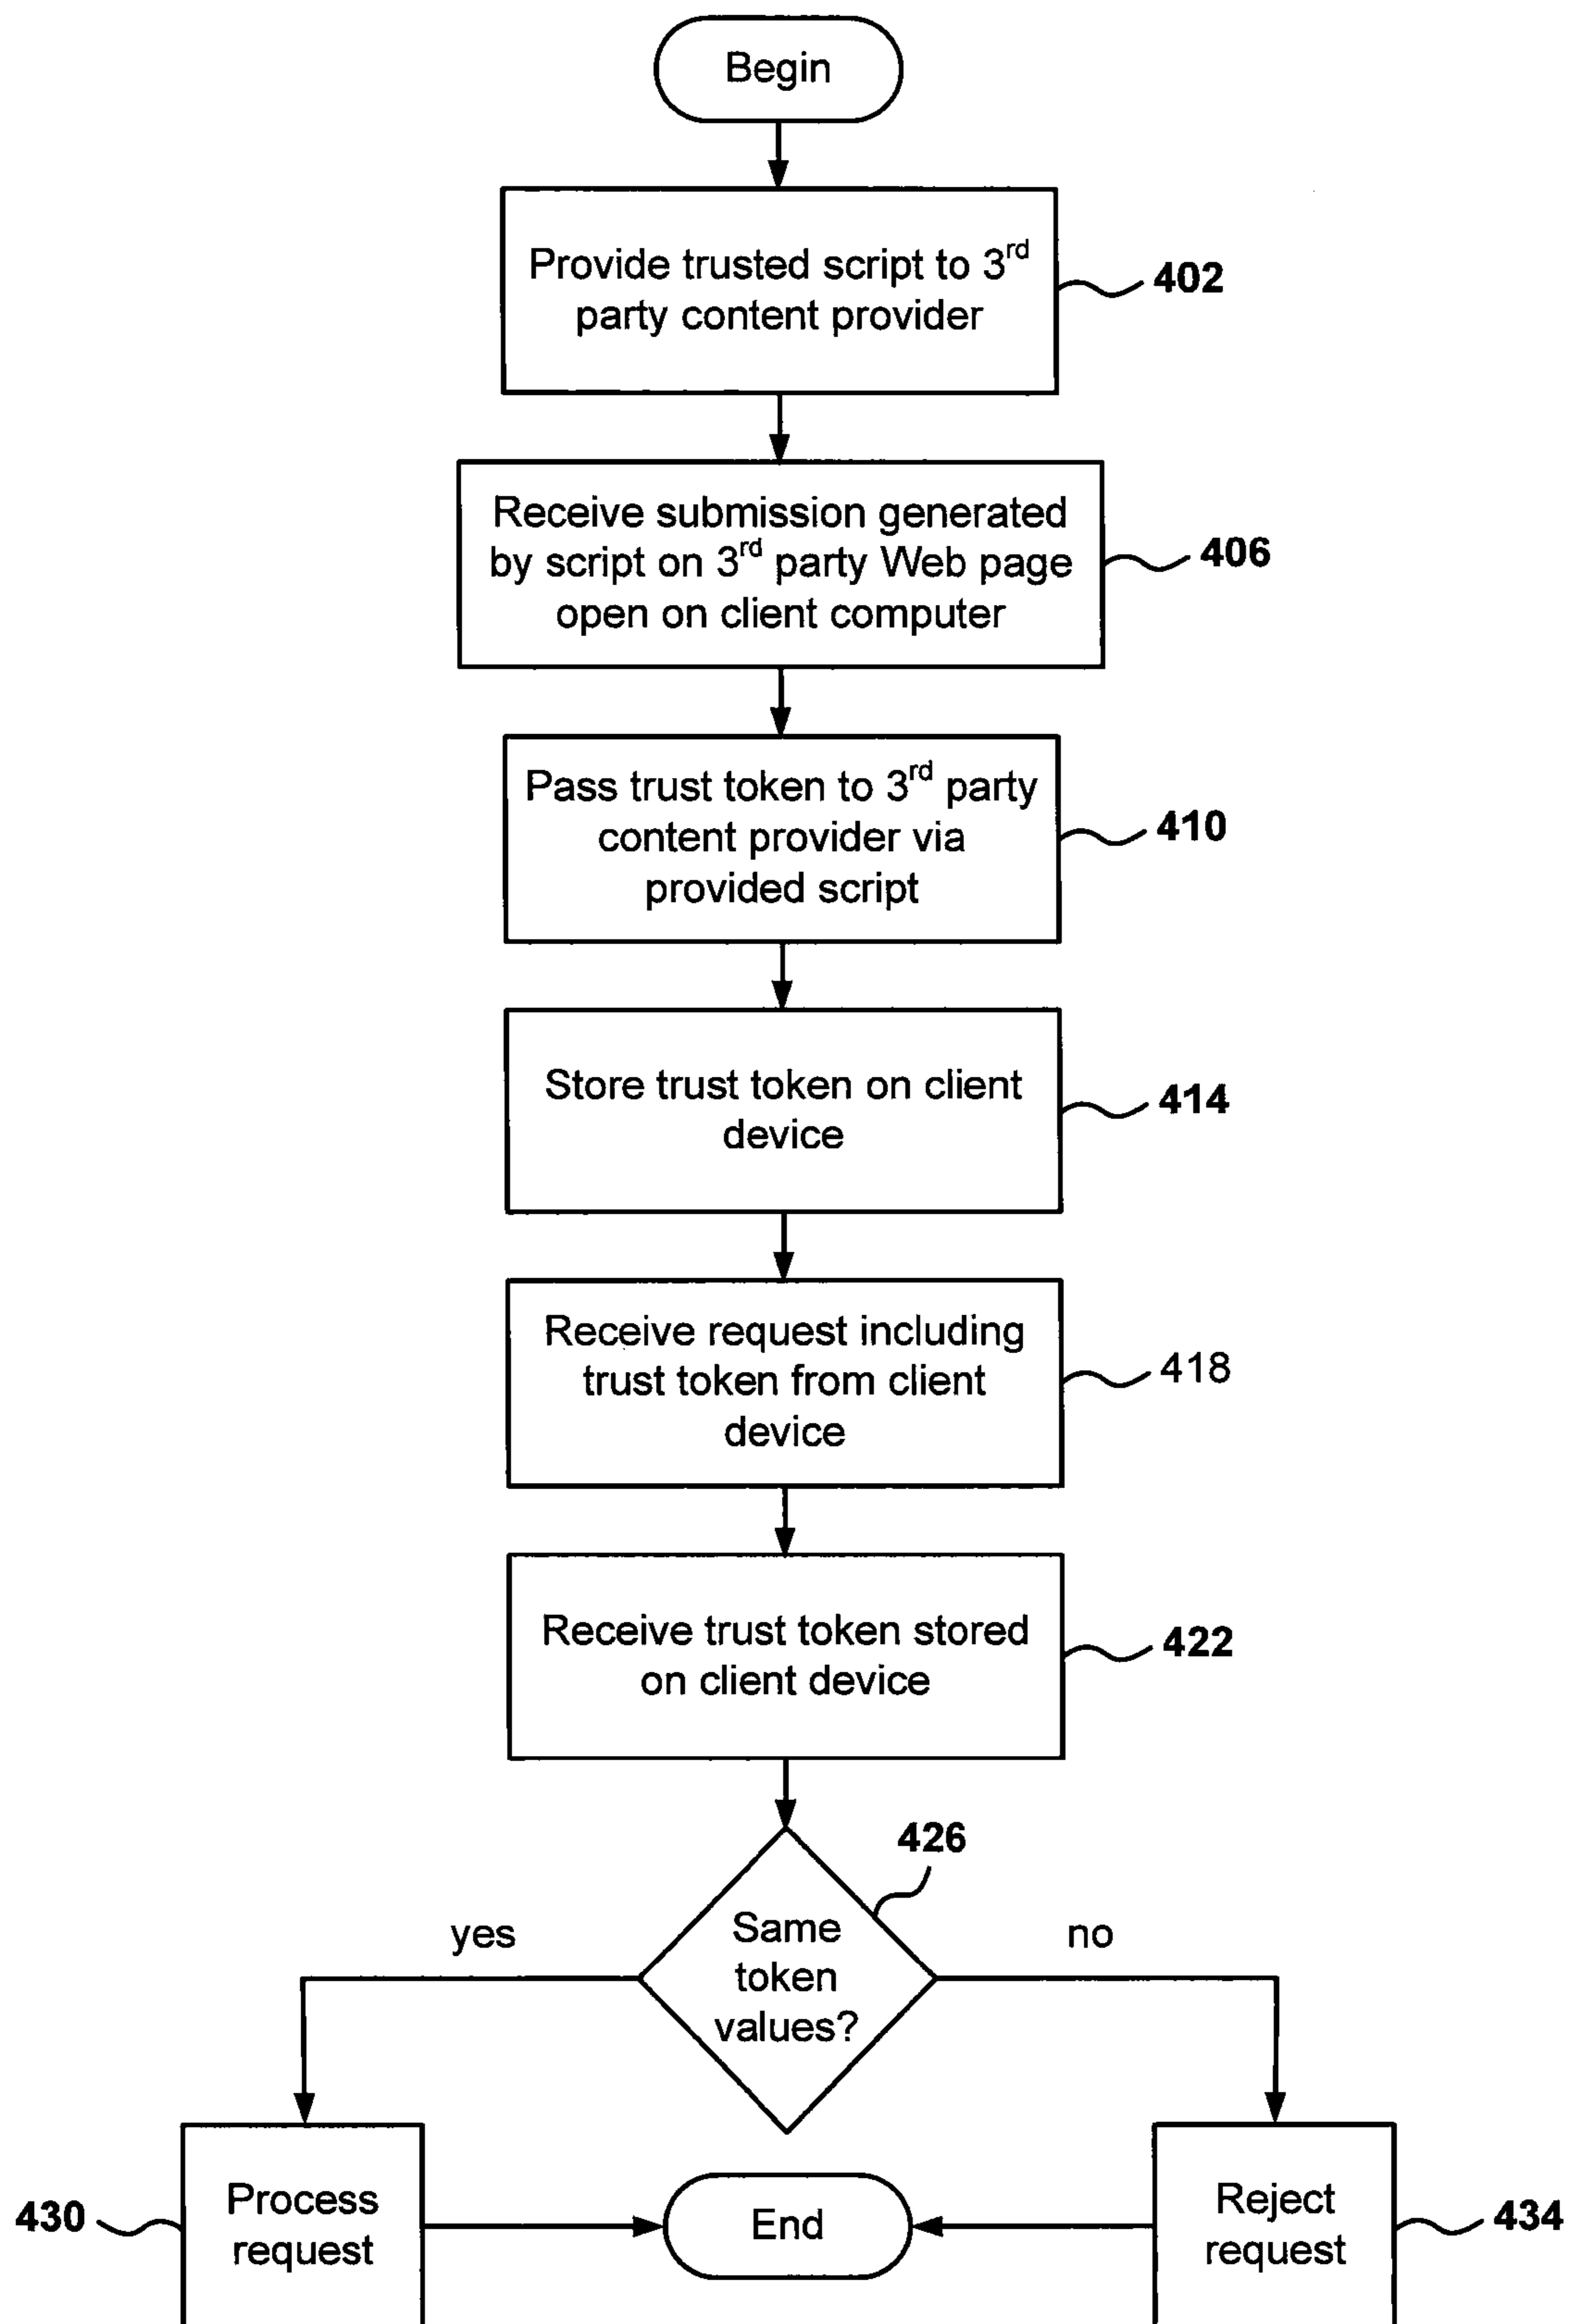 Begin
Provide trusted script to 3rd
party content provider
402
Receive submission generated
by script on 3rd party Web page
open on client computer
406
Pass trust token to 3rd party
content provider via
provided script
410
Store trust token on client
device
414
Receive request including
trust token from client
device
418
Receive trust token stored
on client device
422
426
Same
token
values?
yes
no
430
Process
request
End
Reject
request
434